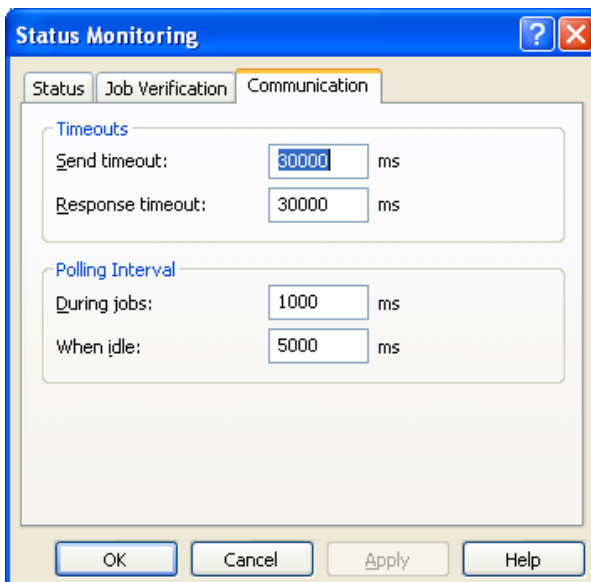 Status Monitoring
Status Job Verification Communication
Timeouts
Send timeout: 30000 ms
Response timeout: 30000 ms
Polling Interval
During jobs: 1000 ms
When idle: 5000 ms
OK Cancel Apply Help